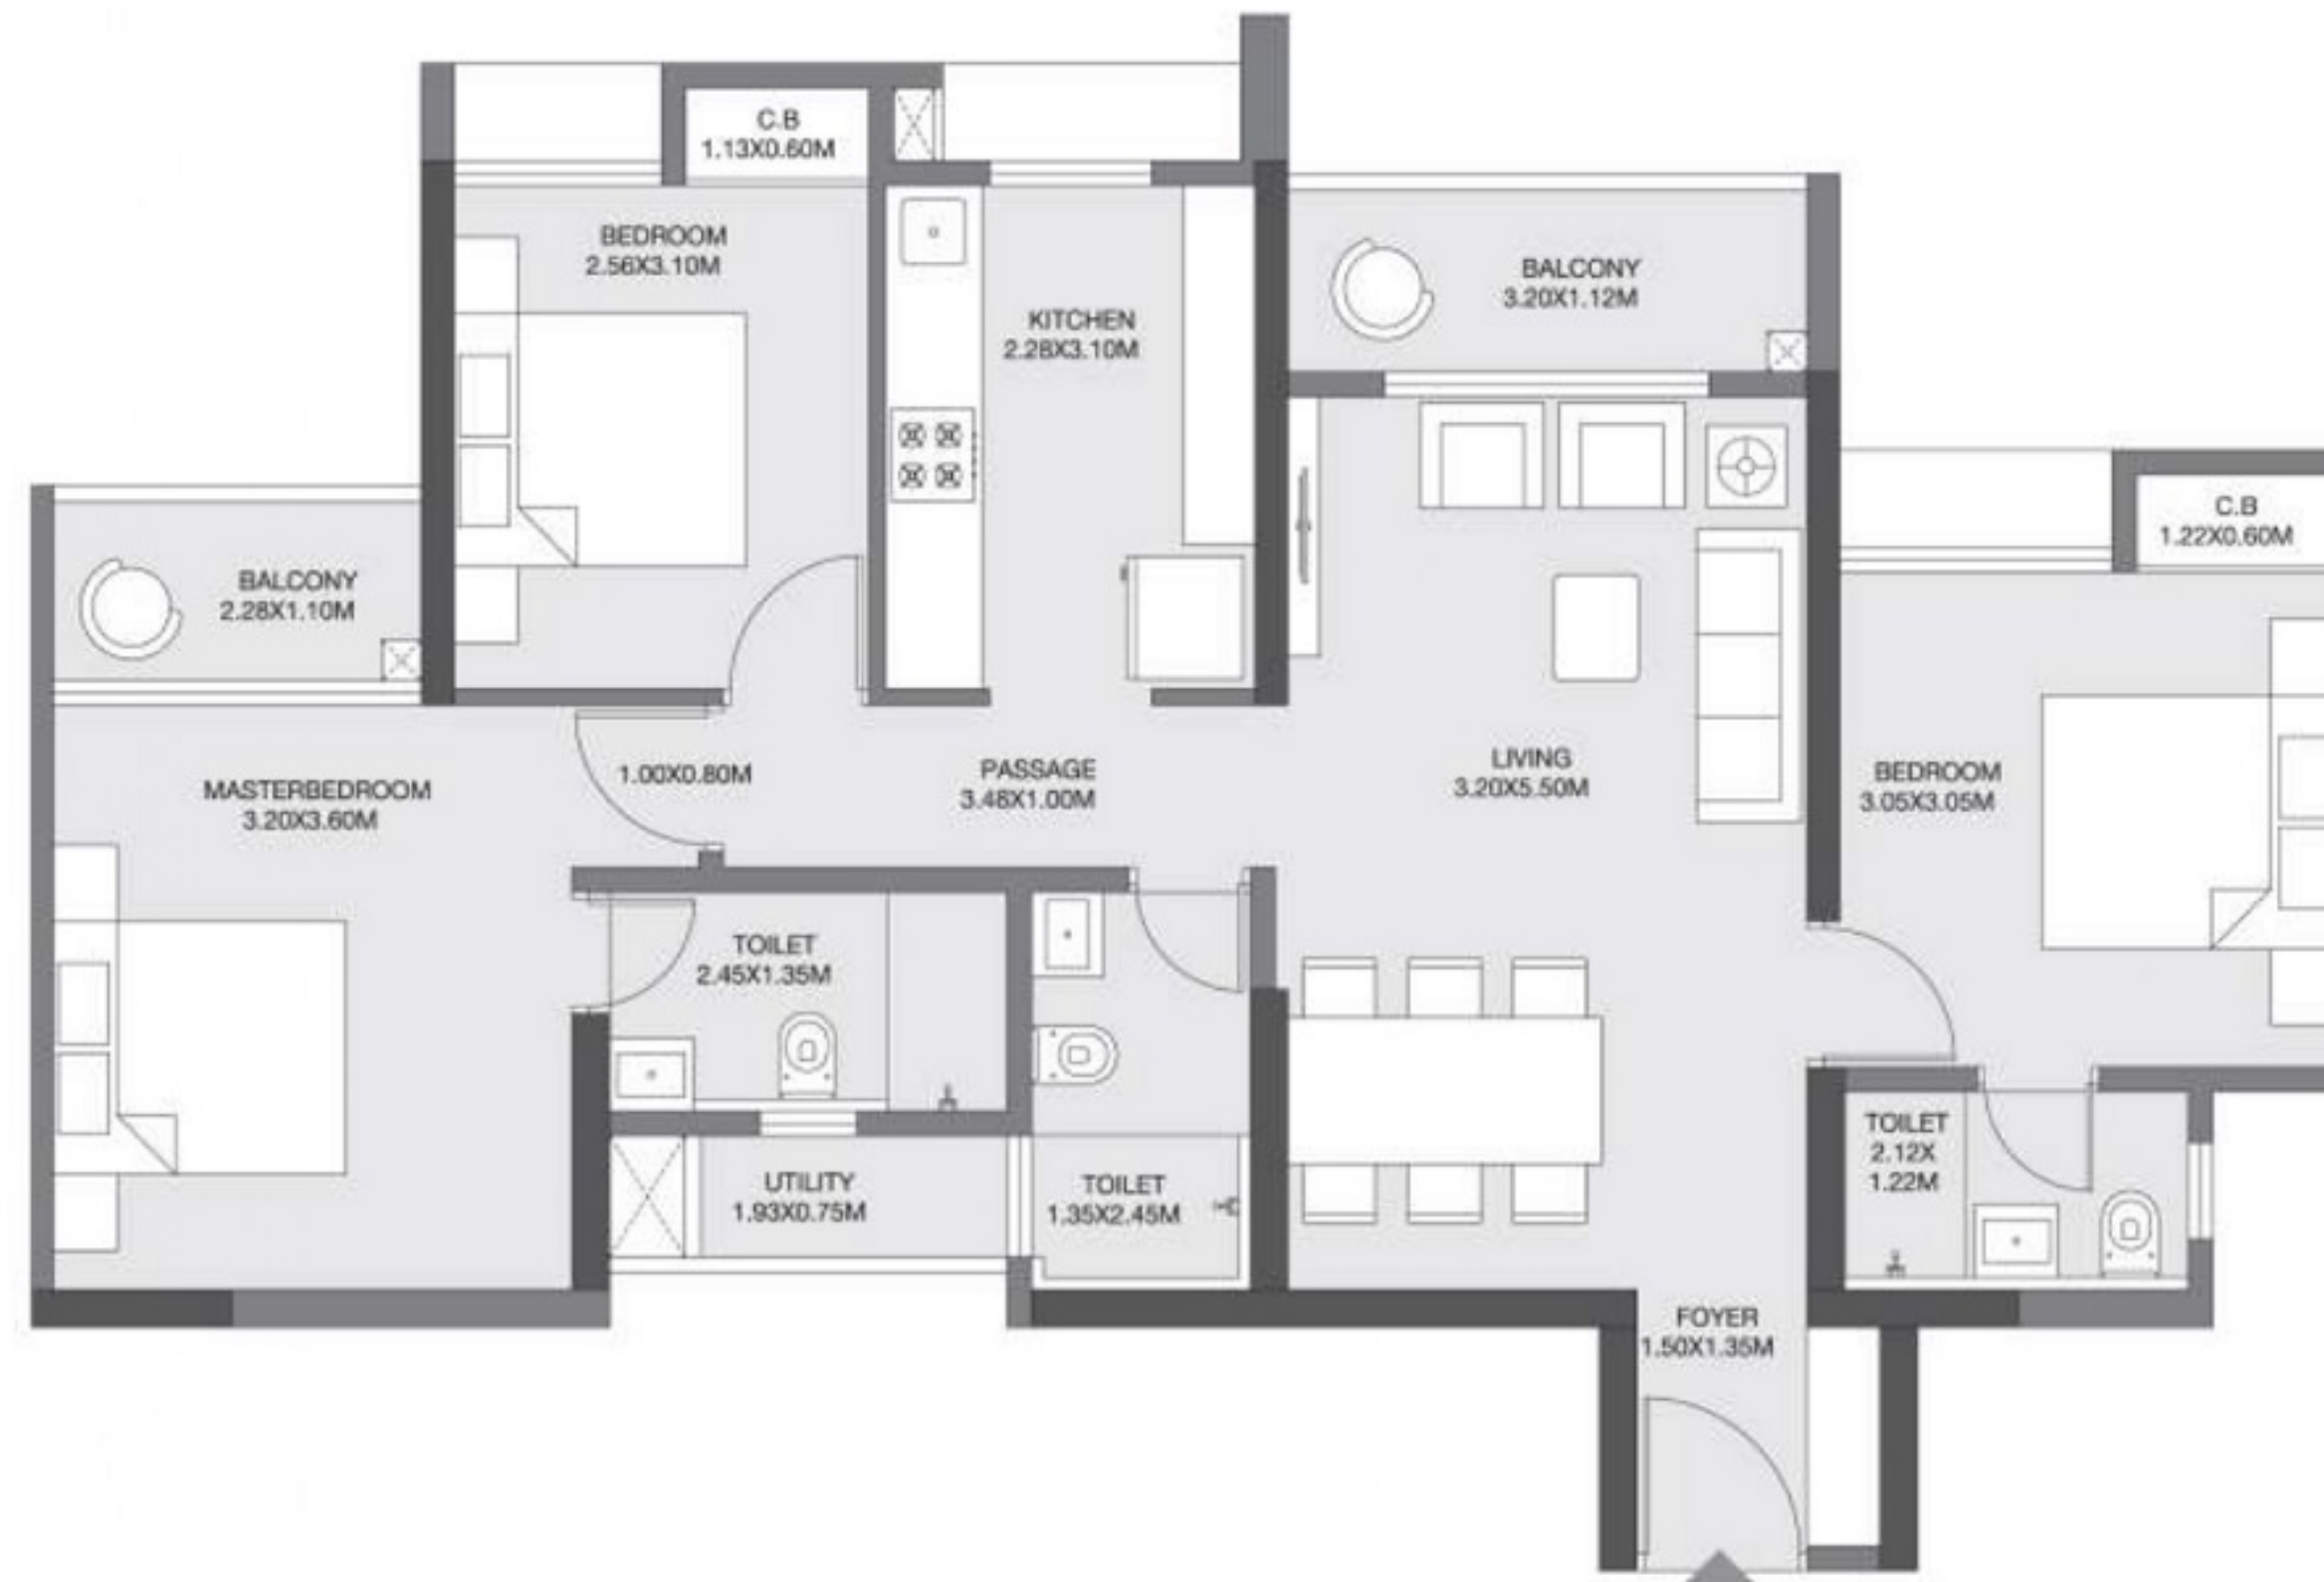 C.B
1.13X0.60M
BEDROOM
2.56X3.10M
KITCHEN
2.28X3.10M
BALCONY
3.20X1.12M
C.B
1.22X0.60M
BALCONY
2.28X1.10M
MASTERBEDROOM
3.20X3.60M
1.00X0.80M
PASSAGE
3.48X1.00M
LIVING
3.20X5.50M
BEDROOM
3.05X3.05M
TOILET
2.45X1.35M
UTILITY
1.93X0.75M
TOILET
1.35X2.45M
TOILET
2.12X
1.22M
FOYER
1.50X1.35M